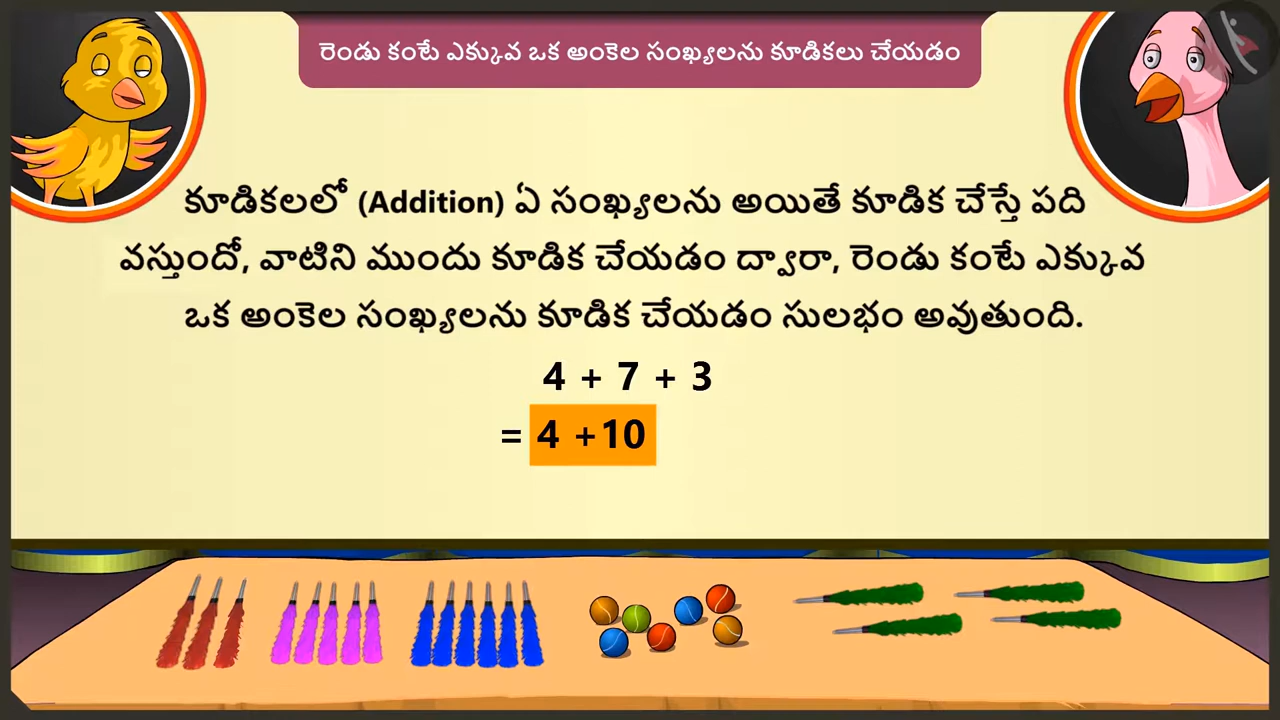 రెండు కంటే ఎక్కువ ఒక అంకెల సంఖ్యలను కూడికలు చేయడం
కూడికలలో (Addition) ఏ సంఖ్యలను అయితే కూడిక చేస్తే పది
వస్తుందో, వాటిని ముందు కూడిక చేయడం ద్వారా, రెండు కంటే ఎక్కువ
ఒక అంకెల సంఖ్యలను కూడిక చేయడం సులభం అవుతుంది.
4 + 7 + 3
= 4 +10